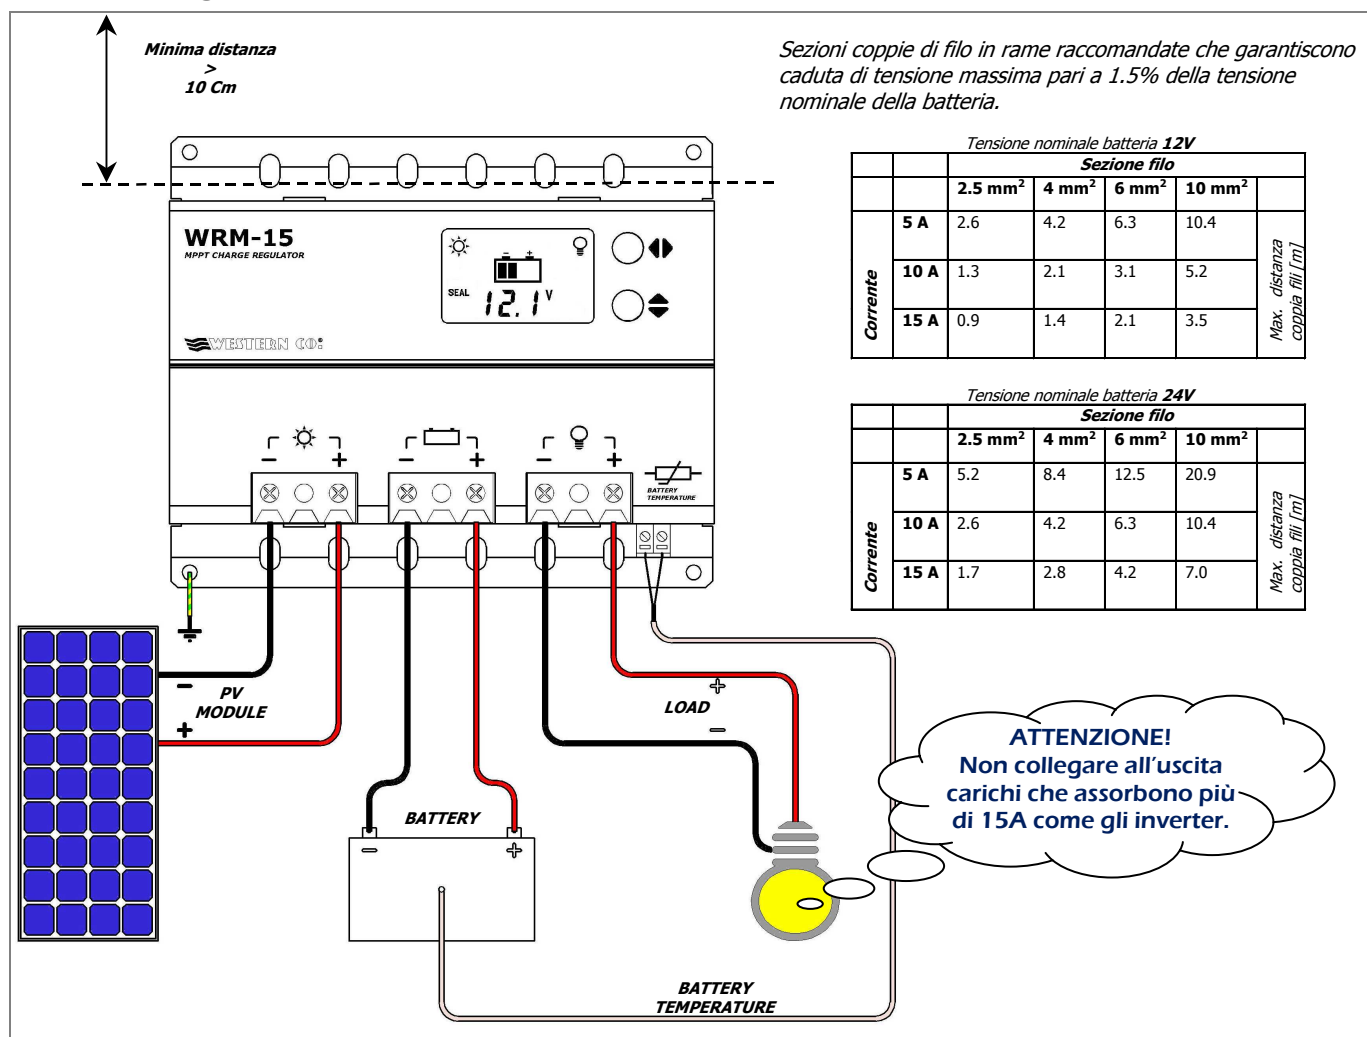 Minima distanza
>
10 Cm
Sezioni coppie di filo in rame raccomandate che garantiscono
caduta di tensione massima pari a 1.5% della tensione
nominale della batteria.
WRM-15
MPPT CHARGE REGULATOR
- +
SEAL 12.1 V
WESTERN CO.
- + - + - +
BATTERY
TEMPERATURE
Tensione nominale batteria 12V
Sezione filo
2.5 mm² 4 mm² 6 mm² 10 mm²
Corrente
5 A 2.6 4.2 6.3 10.4
10 A 1.3 2.1 3.1 5.2
15 A 0.9 1.4 2.1 3.5
Max. distanza
coppia fili [m]
Tensione nominale batteria 24V
Sezione filo
2.5 mm² 4 mm² 6 mm² 10 mm²
Corrente
5 A 5.2 8.4 12.5 20.9
10 A 2.6 4.2 6.3 10.4
15 A 1.7 2.8 4.2 7.0
Max. distanza
coppia fili [m]
-
PV
MODULE
+
+
LOAD
-
BATTERY
- +
ATTENZIONE!
Non collegare all'uscita
carichi che assorbono più
di 15A come gli inverter.
BATTERY
TEMPERATURE